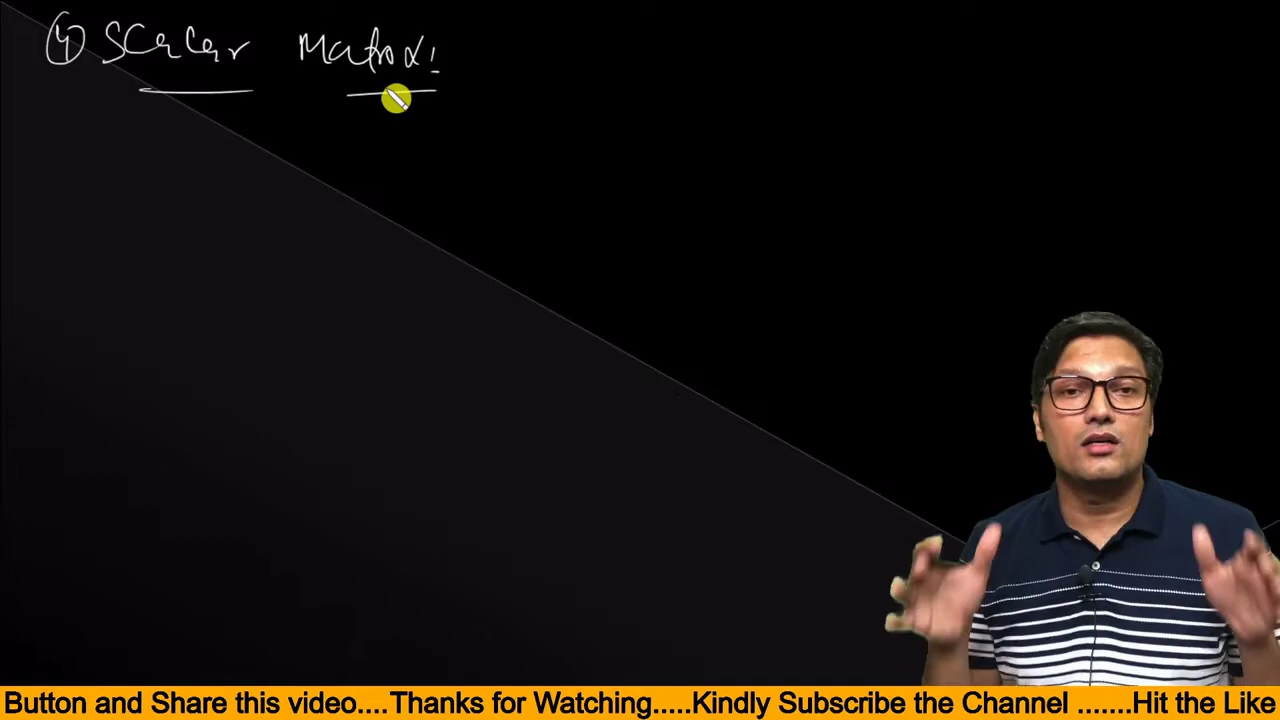 ④ Scalar Matrix:
Button and Share this video....Thanks for Watching.....Kindly Subscribe the Channel .......Hit the Like